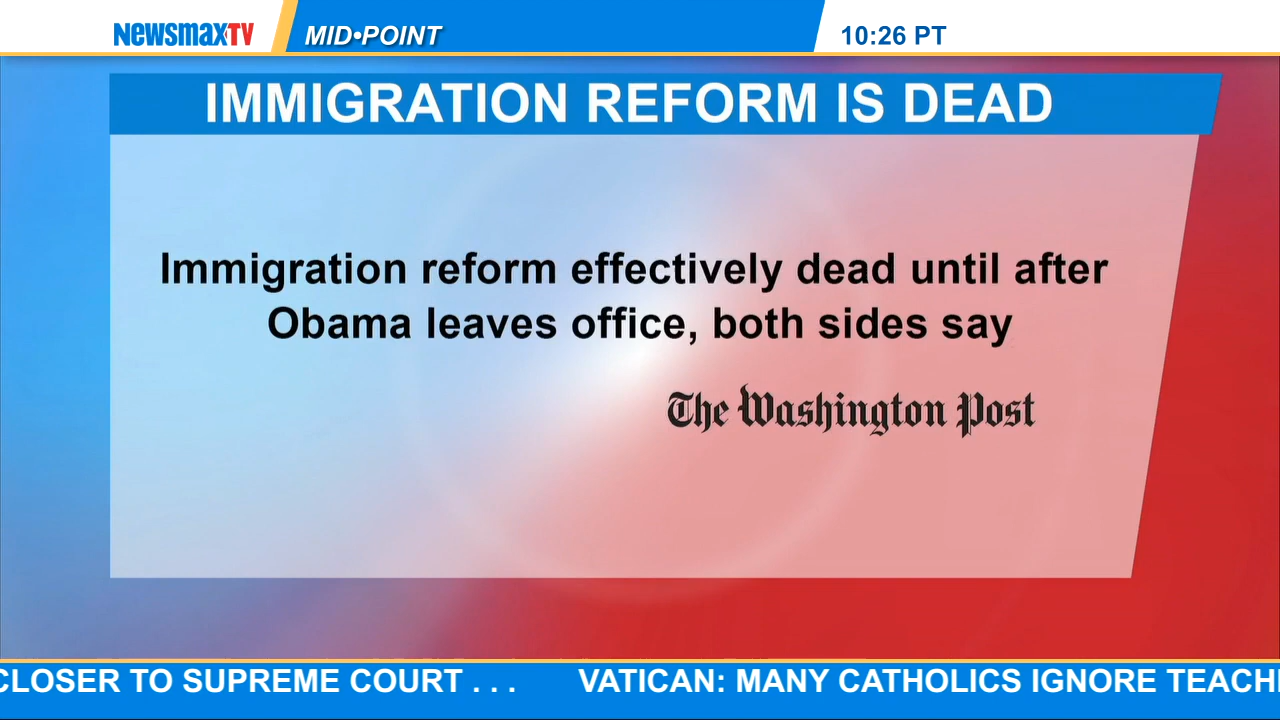 NewsmaxTV
MID•POINT
10:26 PT
IMMIGRATION REFORM IS DEAD
Immigration reform effectively dead until after
Obama leaves office, both sides say
The Washington Post
CLOSER TO SUPREME COURT . . . VATICAN: MANY CATHOLICS IGNORE TEACH